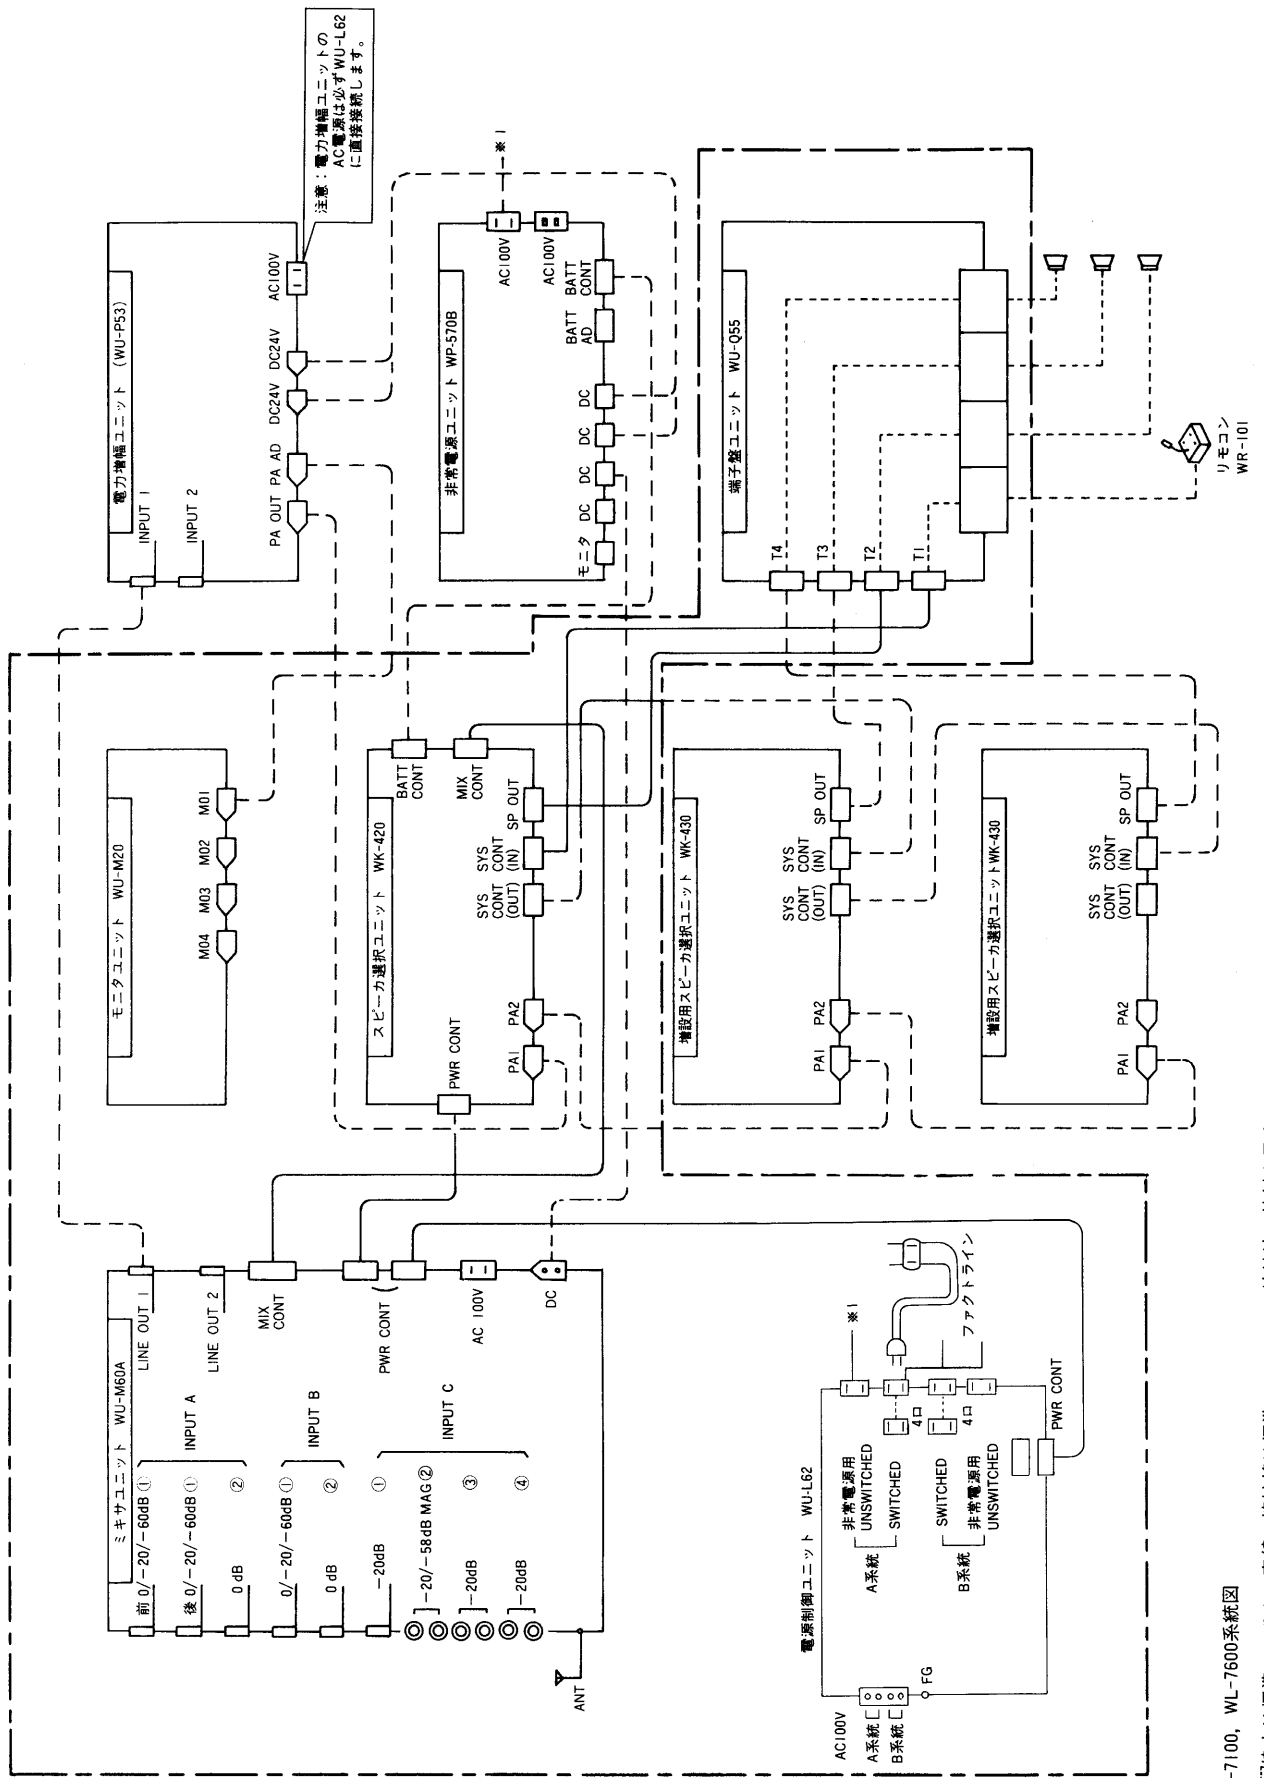 ミキサユニット WU-M60A
前 0/-20/-60dB ①
後 0/-20/-60dB ①
0dB ②
INPUT A
0/-20/-60dB ①
0dB ②
INPUT B
-20dB ①
-20/-58dB MAG ②
-20dB ③
-20dB ④
INPUT C
ANT
LINE OUT 1
LINE OUT 2
MIX
CONT
PWR CONT
AC 100V
DC
モニタユニット WU-M20
M04
M03
M02
M01
電力増幅ユニット (WU-P53)
INPUT 1
INPUT 2
PA OUT
PA AD
DC24V
DC24V
AC100V
注意：電力増幅ユニットの
AC電源は必ずWU-L62
に直接接続します。
スピーカ選択ユニット WK-420
PWR CONT
BATT
CONT
MIX
CONT
PA1
PA2
SYS
CONT
(OUT)
SYS
CONT
(IN)
SP OUT
非常電源ユニット WP-570B
モニタ
DC
DC
DC
DC
BATT
AD
BATT
CONT
AC100V
AC100V
※1
増設用スピーカ選択ユニット WK-430
PA1
PA2
SYS
CONT
(OUT)
SYS
CONT
(IN)
SP OUT
端子盤ユニット WU-Q55
T4
T3
T2
T1
リモコン
WR-101
増設用スピーカ選択ユニットWK-430
PA1
PA2
SYS
CONT
(OUT)
SYS
CONT
(IN)
SP OUT
電源制御ユニット WU-L62
AC100V
A系統
B系統
FG
A系統
非常電源用
UNSWITCHED
SWITCHED
4口
B系統
SWITCHED
4口
非常電源用
UNSWITCHED
※1
ファクトライン
PWR CONT
-7100, WL-7600系統図